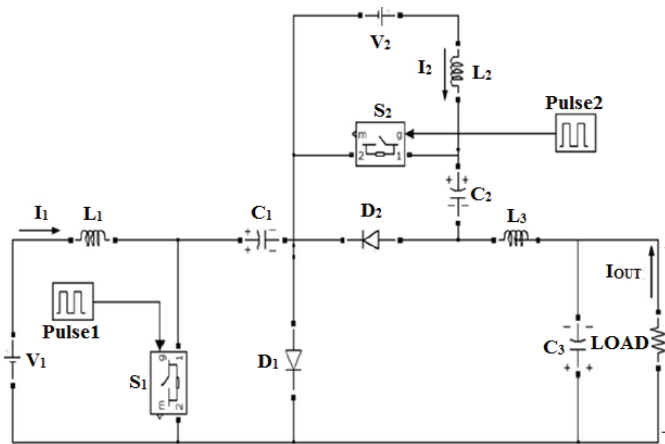 V2
I2
L2
S2
Pulse2
m
g
2
1
+ +
C2
- -
I1
L1
C1
+ -
+ -
D2
L3
IOUT
Pulse1
V1
S1
g
1
m
2
D1
- -
C3
LOAD
+ +